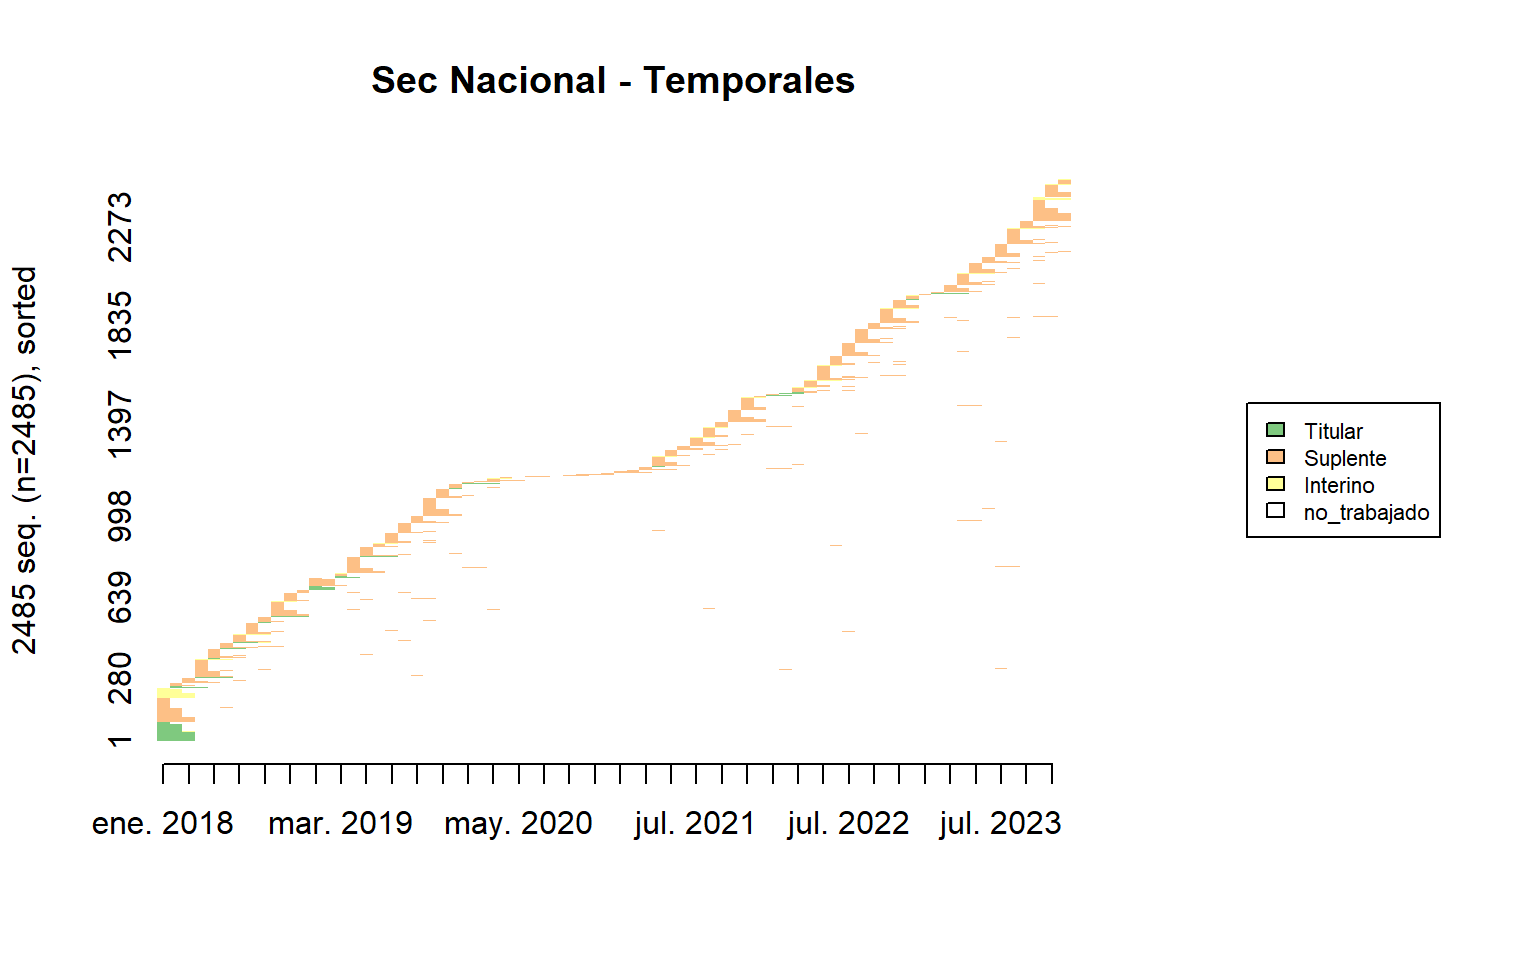 Sec Nacional - Temporales
2485 seq. (n=2485), sorted
2273
1835
1397
998
639
280
1
ene. 2018
mar. 2019
may. 2020
jul. 2021
jul. 2022
jul. 2023
Titular
Suplente
Interino
no_trabajado